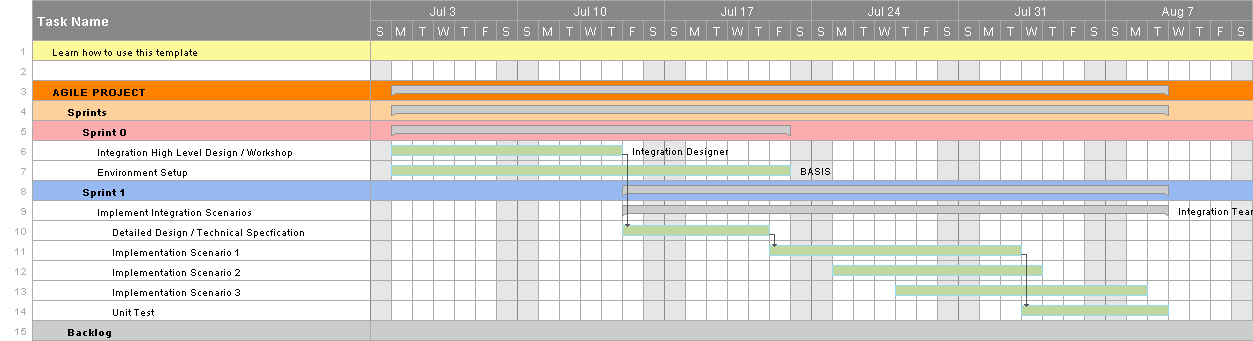 Task Name
Jul 3 Jul 10 Jul 17 Jul 24 Jul 31 Aug 7
S M T W T F S S M T W T F S S M T W T F S S M T W T F S S M T W T F S S M T W T F S
1 Learn how to use this template
2
3 AGILE PROJECT
4 Sprints
5 Sprint 0
6 Integration High Level Design / Workshop Integration Designer
7 Environment Setup BASIS
8 Sprint 1
9 Implement Integration Scenarios Integration
10 Detailed Design / Technical Specfication
11 Implementation Scenario 1
12 Implementation Scenario 2
13 Implementation Scenario 3
14 Unit Test
15 Backlog